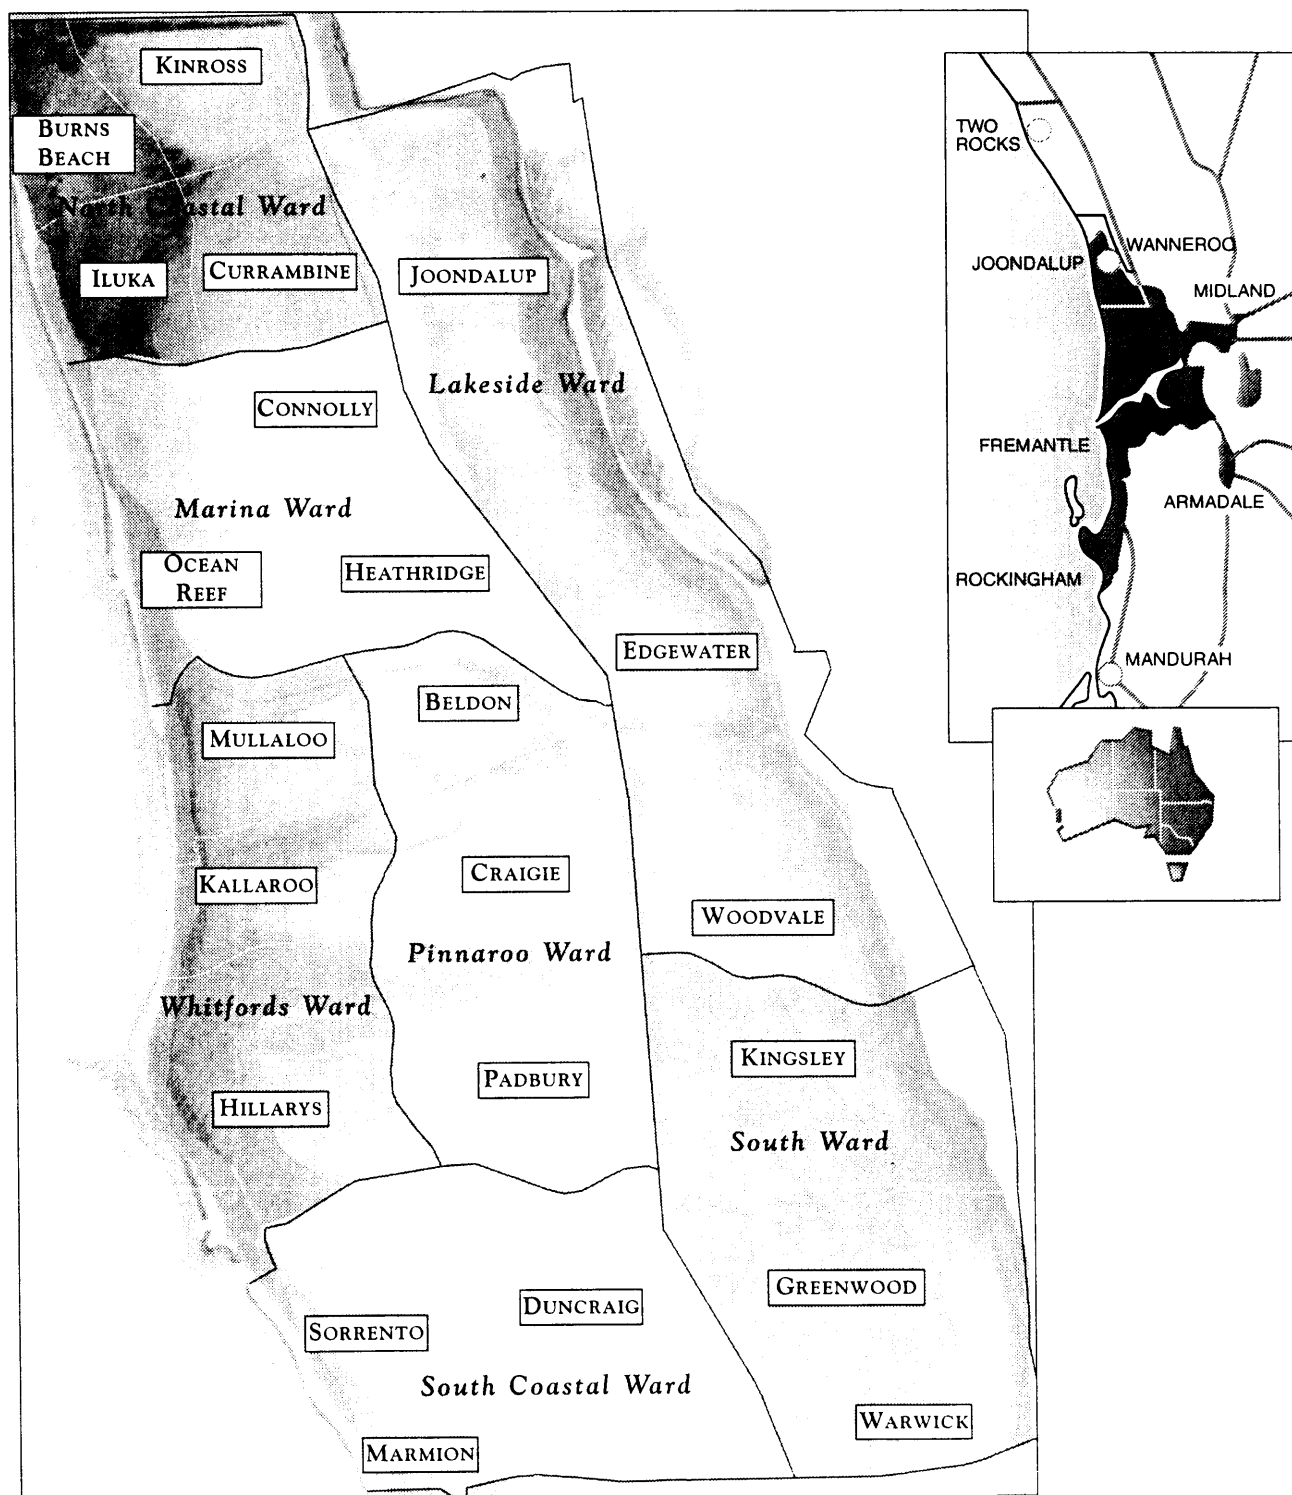 KINROSS
BURNS
BEACH
North Coastal Ward
ILUKA
CURRAMBINE
JOONDALUP
Lakeside Ward
CONNOLLY
Marina Ward
OCEAN
REEF
HEATHRIDGE
EDGEWATER
BELDON
MULLALOO
KALLAROO
CRAIGIE
WOODVALE
Pinnaroo Ward
Whitfords Ward
KINGSLEY
PADBURY
HILLARYS
South Ward
GREENWOOD
DUNCRAIG
SORRENTO
South Coastal Ward
WARWICK
MARMION
TWO
ROCKS
WANNEROO
JOONDALUP
MIDLAND
FREMANTLE
ARMADALE
ROCKINGHAM
MANDURAH